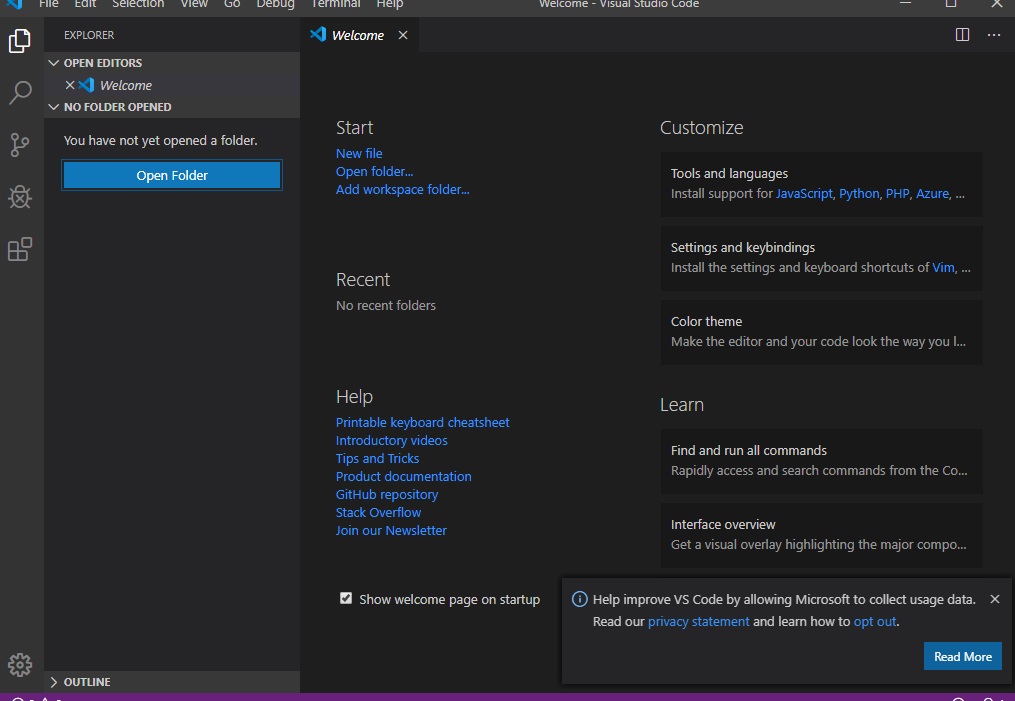 File Edit Selection View Go Debug Terminal Help Welcome - Visual Studio Code
EXPLORER
OPEN EDITORS
Welcome
NO FOLDER OPENED
You have not yet opened a folder.
Open Folder
OUTLINE
Welcome
Start
New file
Open folder...
Add workspace folder...
Recent
No recent folders
Help
Printable keyboard cheatsheet
Introductory videos
Tips and Tricks
Product documentation
GitHub repository
Stack Overflow
Join our Newsletter
Show welcome page on startup
Customize
Tools and languages
Install support for JavaScript, Python, PHP, Azure, ...
Settings and keybindings
Install the settings and keyboard shortcuts of Vim, ...
Color theme
Make the editor and your code look the way you l...
Learn
Find and run all commands
Rapidly access and search commands from the Co...
Interface overview
Get a visual overlay highlighting the major compo...
Help improve VS Code by allowing Microsoft to collect usage data.
Read our privacy statement and learn how to opt out.
Read More